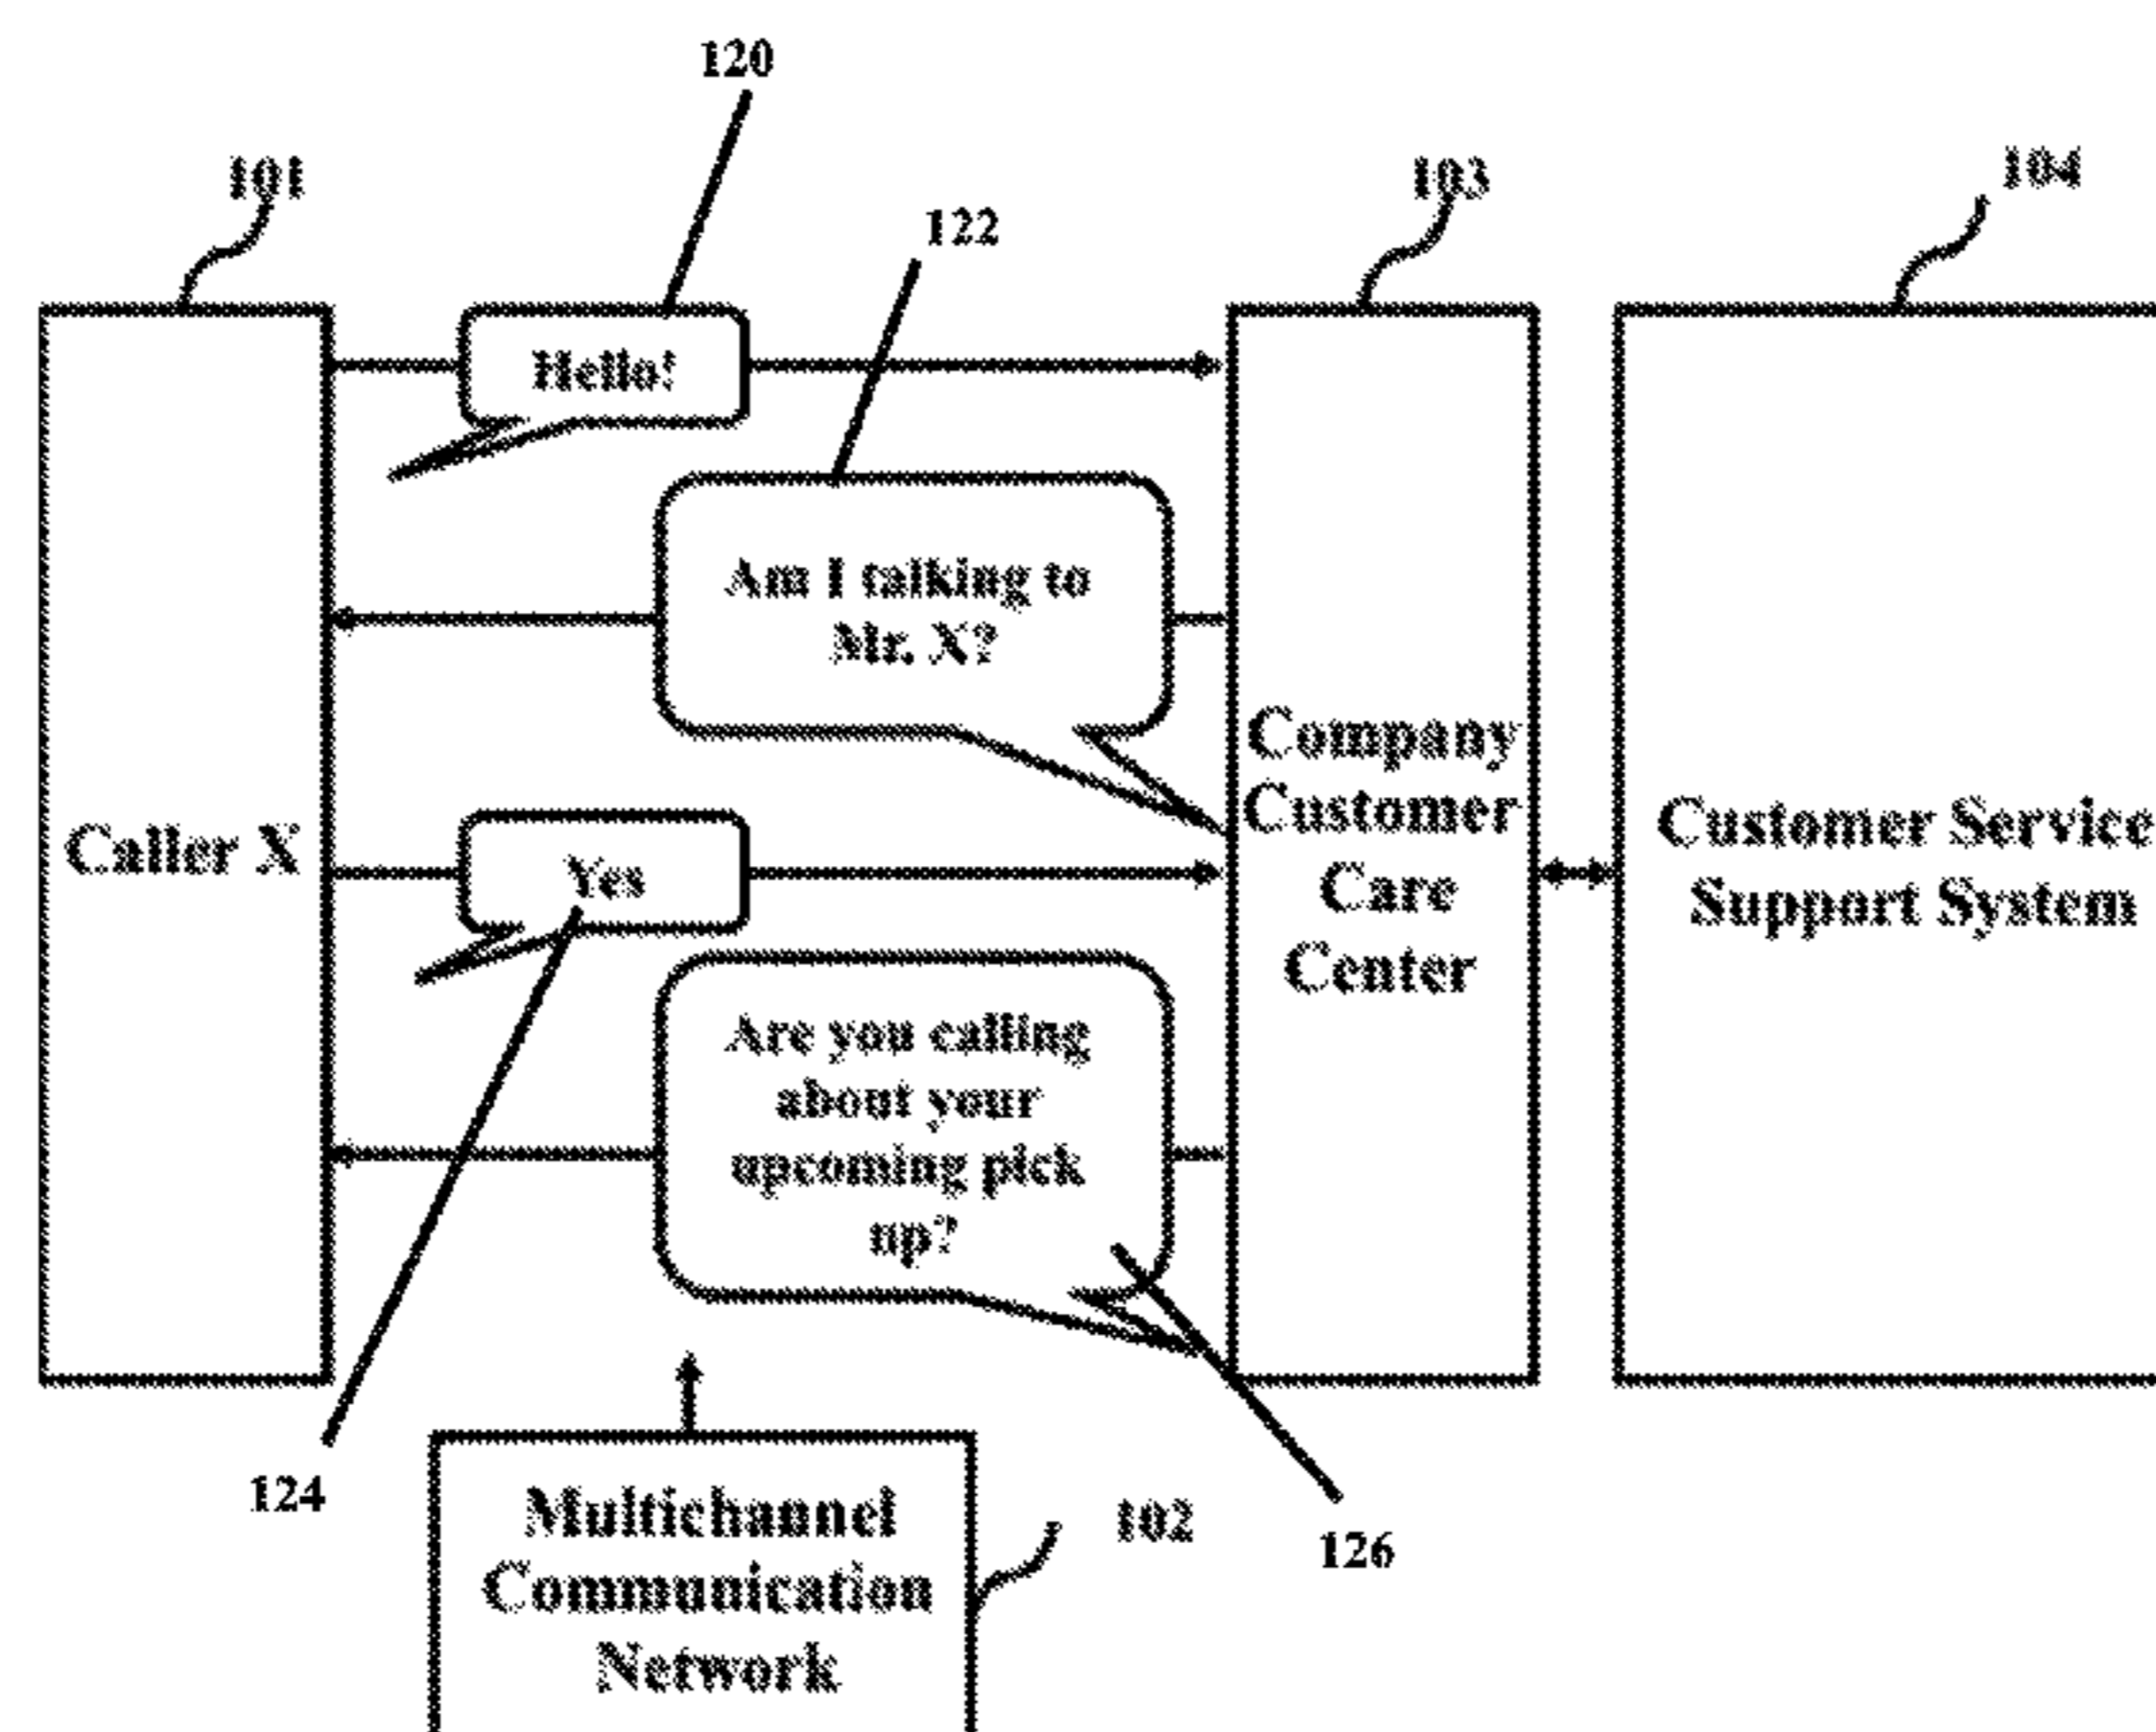 120
101
103
104
122
Hello!
Am I talking to
Mr. X?
Company
Customer
Care
Center
Caller X
Yes
Customer Service
Support System
Are you calling
about your
upcoming pick
up?
124
Multichannel
Communication
Network
102
126